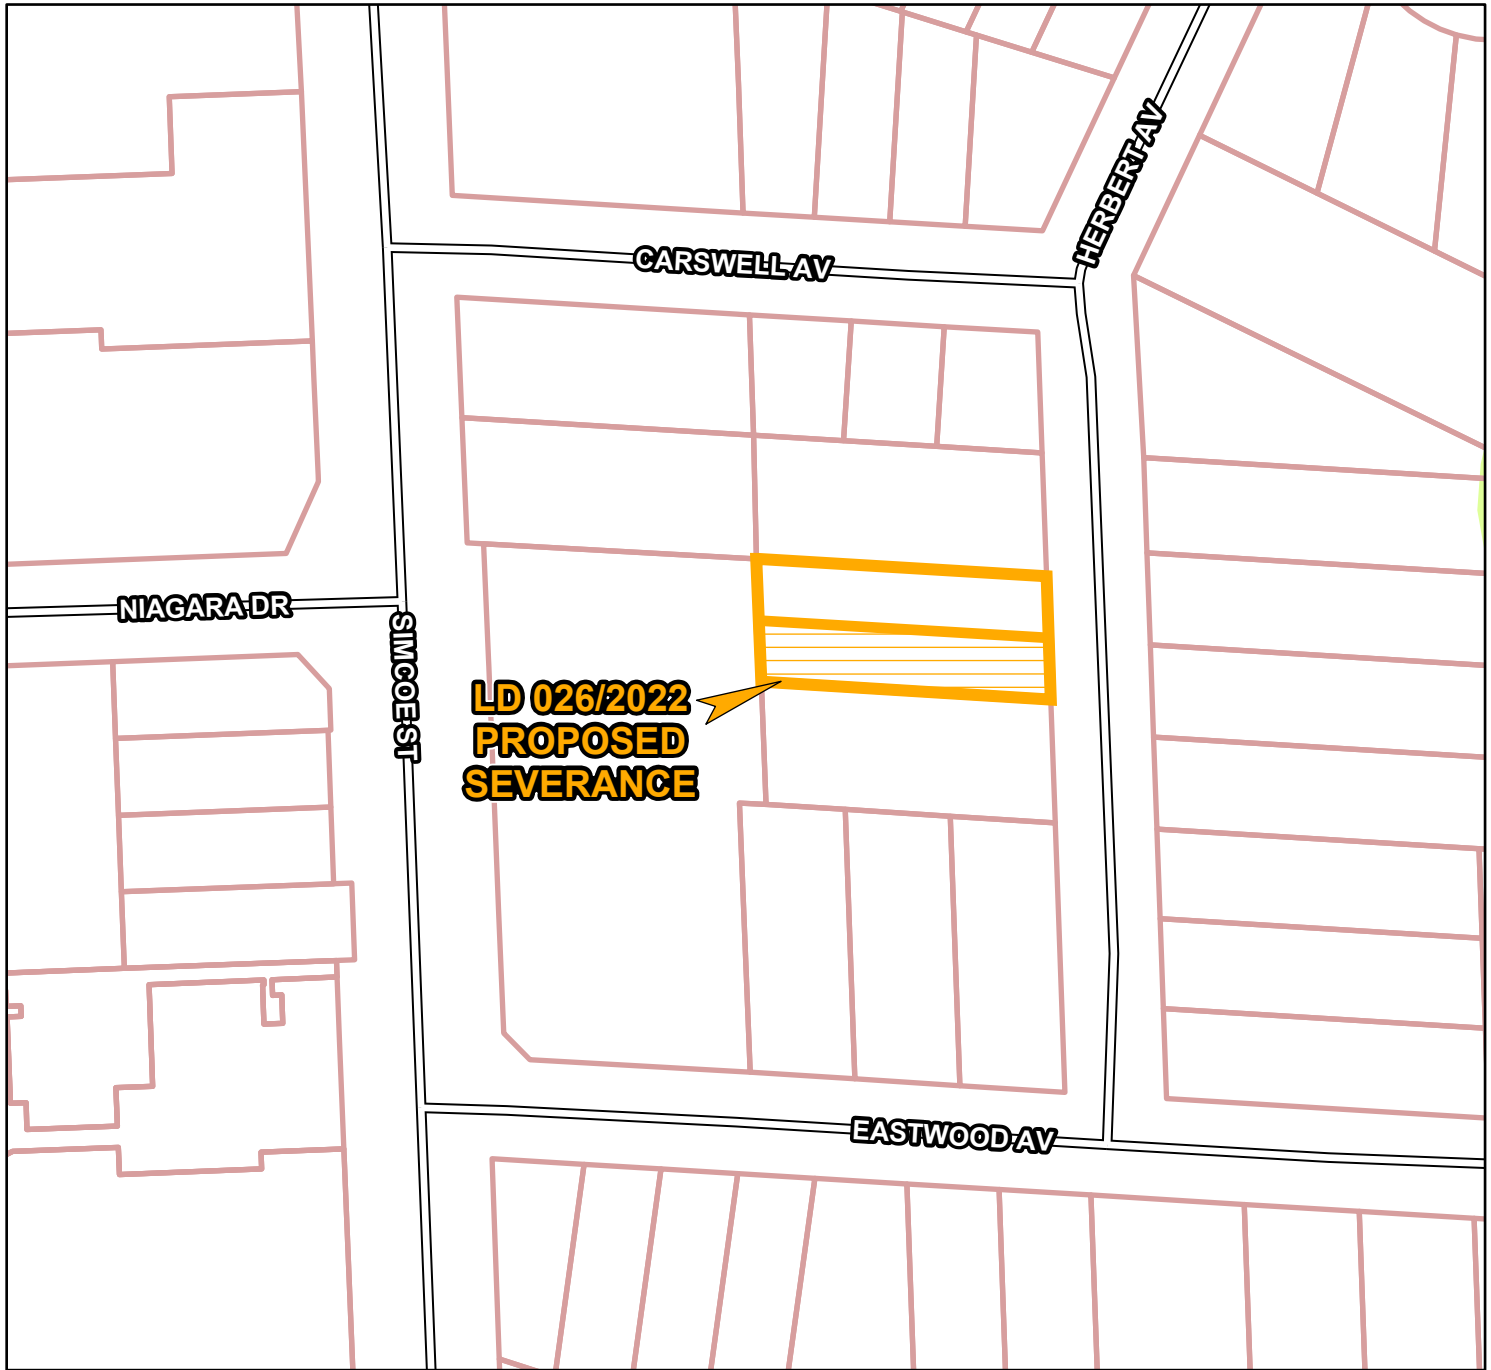 HERBERT AV
CARSWELL AV
NIAGARA DR
SIMCOE ST
LD 026/2022
PROPOSED
SEVERANCE
EASTWOOD AV